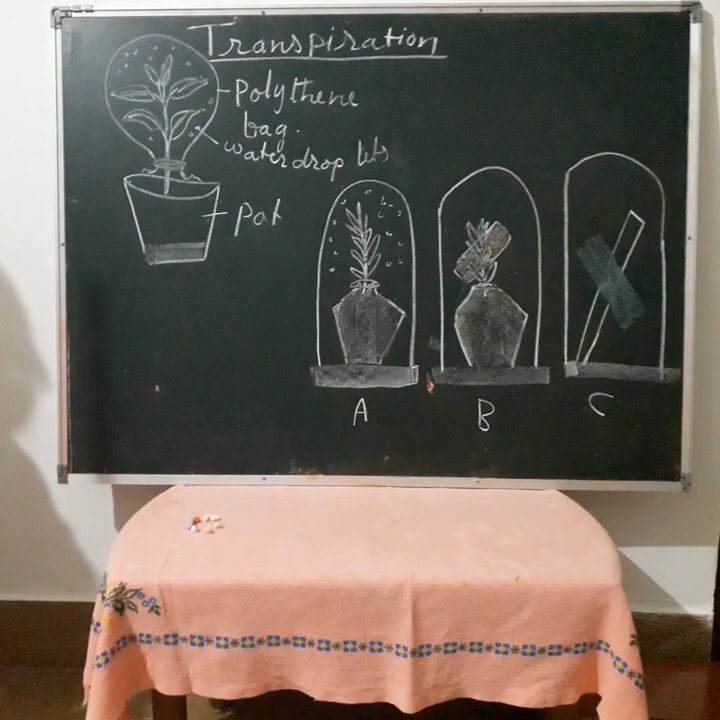 Transpiration
Polythene
bag.
water drop lets
Pot
A
B
C